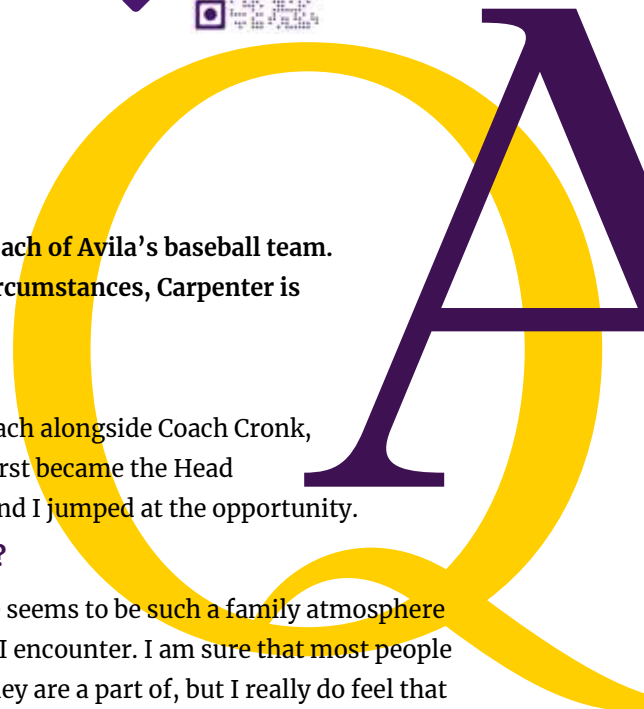 QA
ach of Avila's baseball team.
rcumstances, Carpenter is
ach alongside Coach Cronk,
rst became the Head
nd I jumped at the opportunity.
?
seems to be such a family atmosphere
I encounter. I am sure that most people
ey are a part of, but I really do feel that